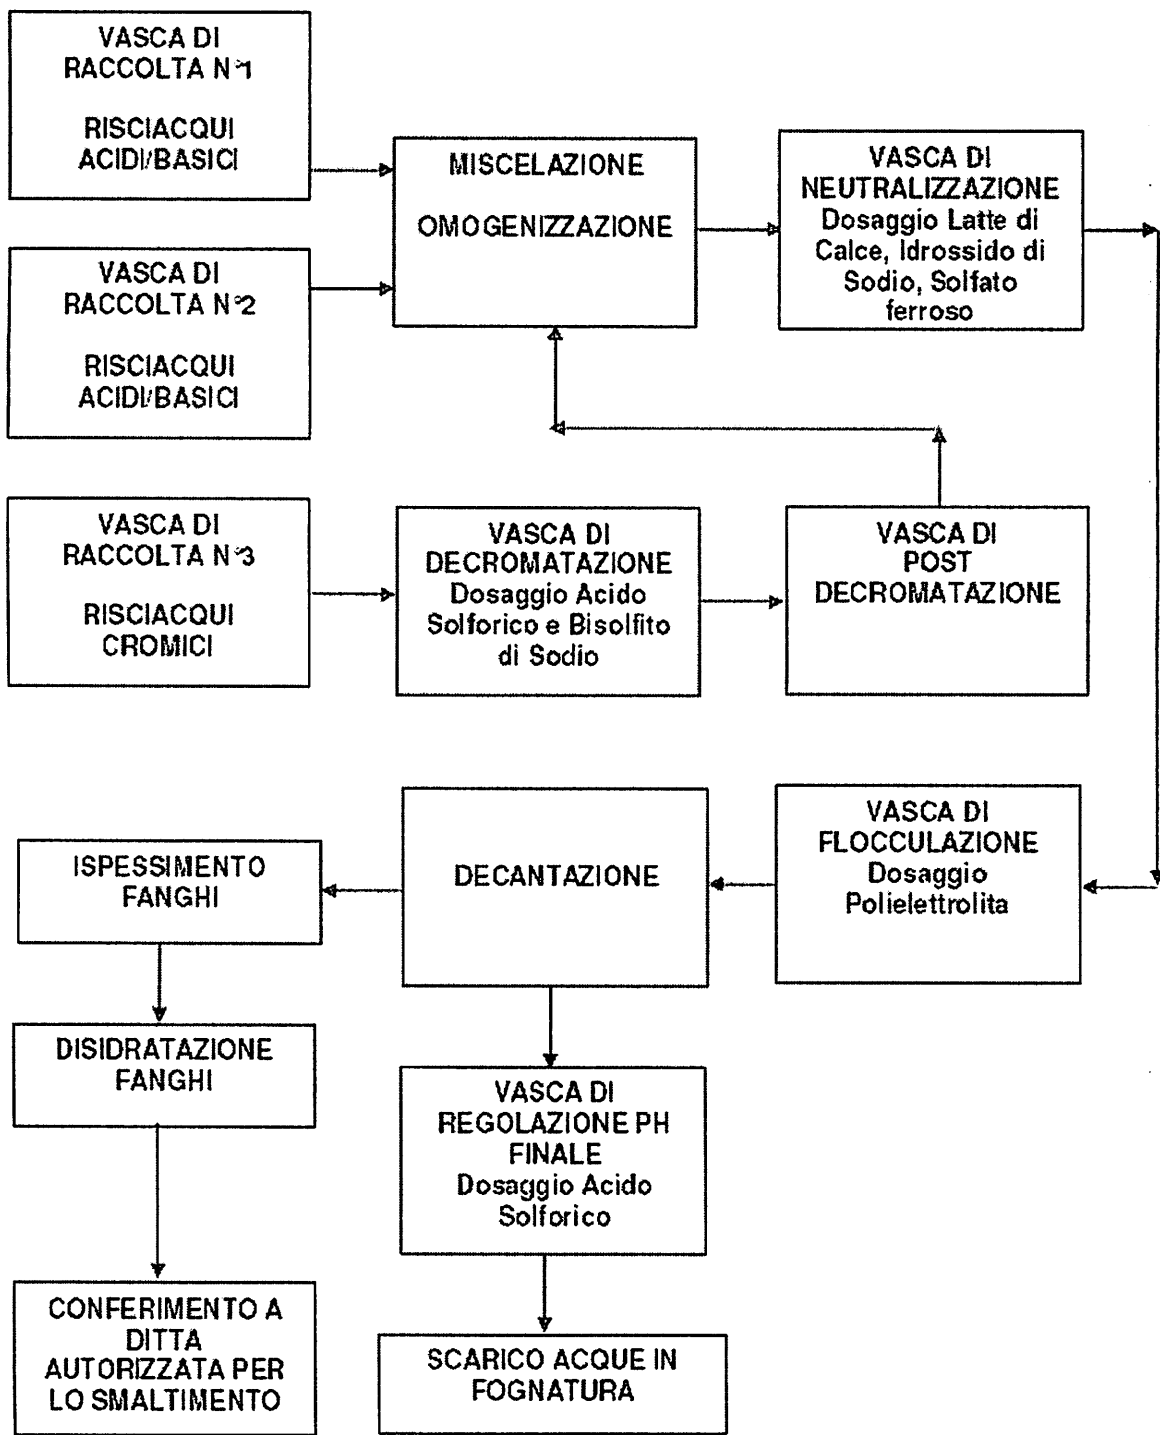 VASCA DI
RACCOLTA N°1
RISCIACQUI
ACIDI/BASICI
MISCELAZIONE
OMOGENIZZAZIONE
VASCA DI
NEUTRALIZZAZIONE
Dosaggio Latte di
Calce, Idrossido di
Sodio, Solfato
ferroso
VASCA DI
RACCOLTA N°2
RISCIACQUI
ACIDI/BASICI
VASCA DI
RACCOLTA N°3
RISCIACQUI
CROMICI
VASCA DI
DECROMATAZIONE
Dosaggio Acido
Solforico e Bisolfito
di Sodio
VASCA DI
POST
DECROMATAZIONE
VASCA DI
FLOCCULAZIONE
Dosaggio
Polielettrolita
DECANTAZIONE
ISPESSIMENTO
FANGHI
DISIDRATAZIONE
FANGHI
VASCA DI
REGOLAZIONE PH
FINALE
Dosaggio Acido
Solforico
CONFERIMENTO A
DITTA
AUTORIZZATA PER
LO SMALTIMENTO
SCARICO ACQUE IN
FOGNATURA